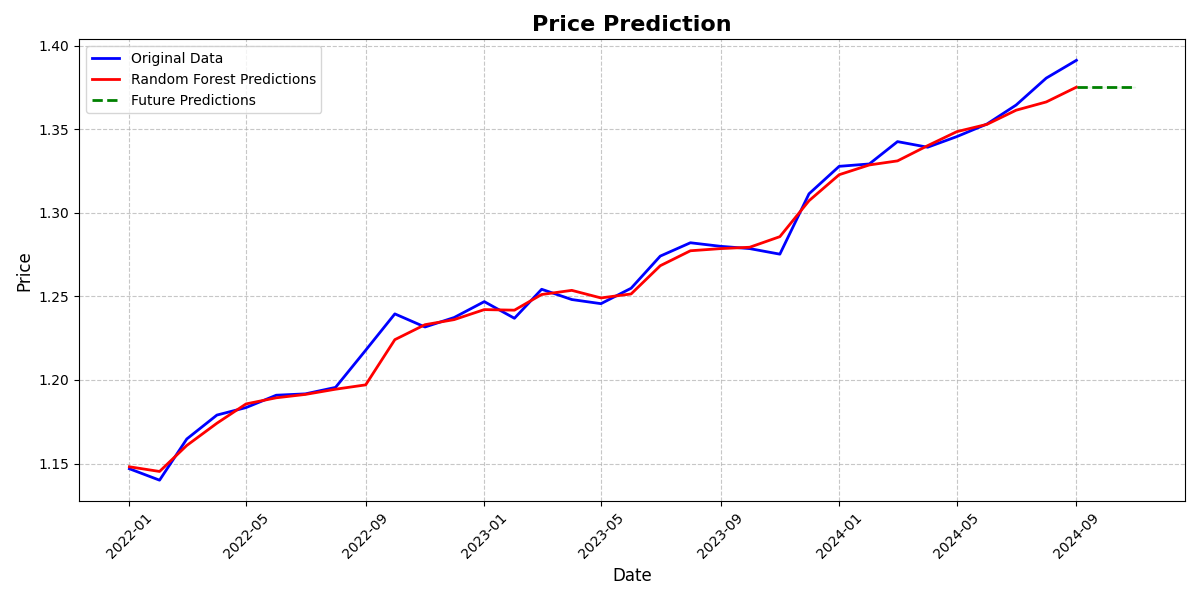 Price Prediction
Original Data
Random Forest Predictions
Future Predictions
Price
1.40
1.35
1.30
1.25
1.20
1.15
2022-01
2022-05
2022-09
2023-01
2023-05
2023-09
2024-01
2024-05
2024-09
Date